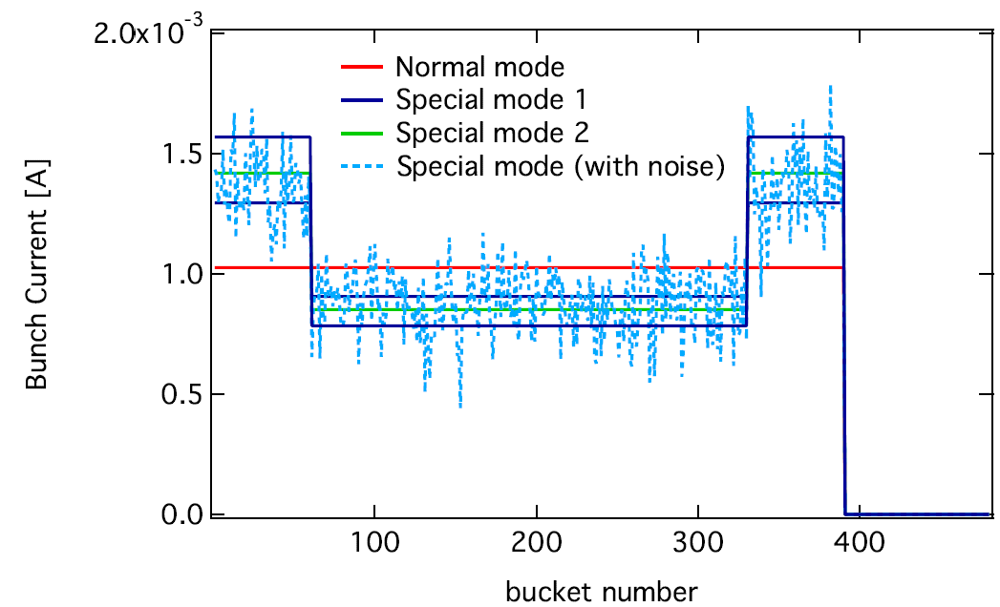 2.0x10-3
Normal mode
Special mode 1
Special mode 2
Special mode (with noise)
1.5
1.0
0.5
0.0
Bunch Current [A]
100 200 300 400
bucket number